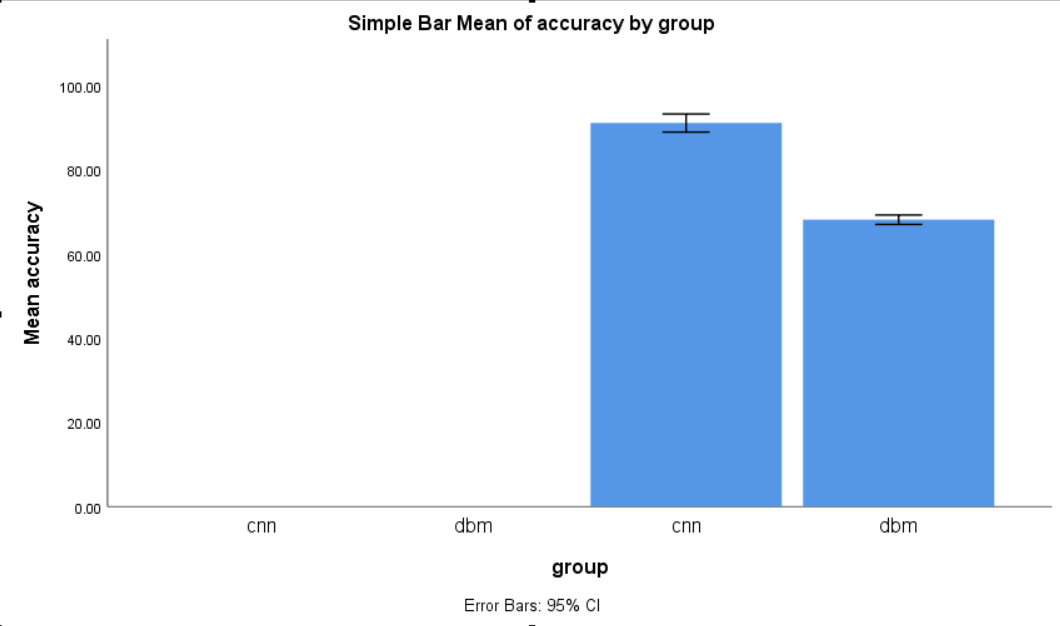 Simple Bar Mean of accuracy by group
Mean accuracy
100.00
80.00
60.00
40.00
20.00
0.00
cnn dbm cnn dbm
group
Error Bars: 95% CI